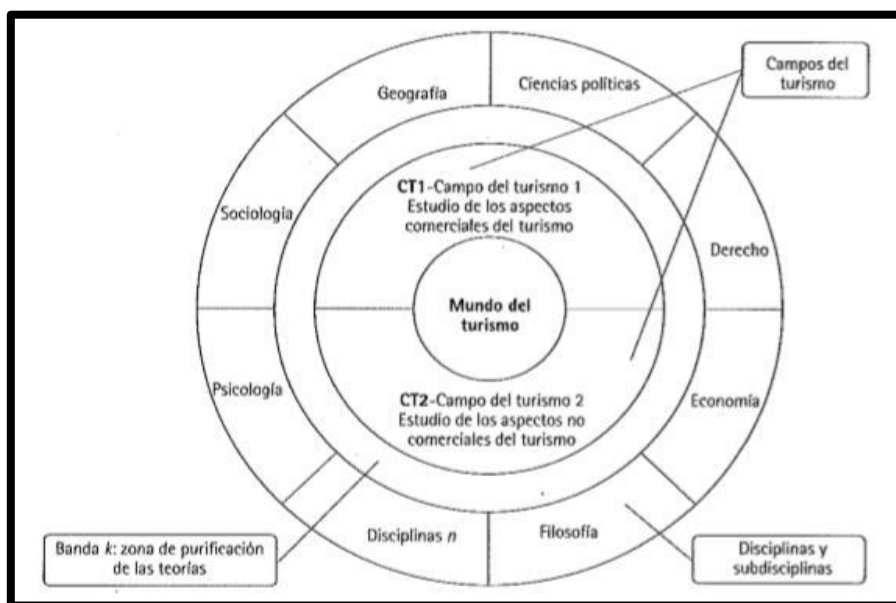 Geografía
Ciencias políticas
Campos del
turismo
Sociología
CT1-Campo del turismo 1
Estudio de los aspectos
comerciales del turismo
Derecho
Mundo del
turismo
Psicología
CT2-Campo del turismo 2
Estudio de los aspectos no
comerciales del turismo
Economía
Disciplinas n
Filosofía
Banda k: zona de purificación
de las teorías
Disciplinas y
subdisciplinas